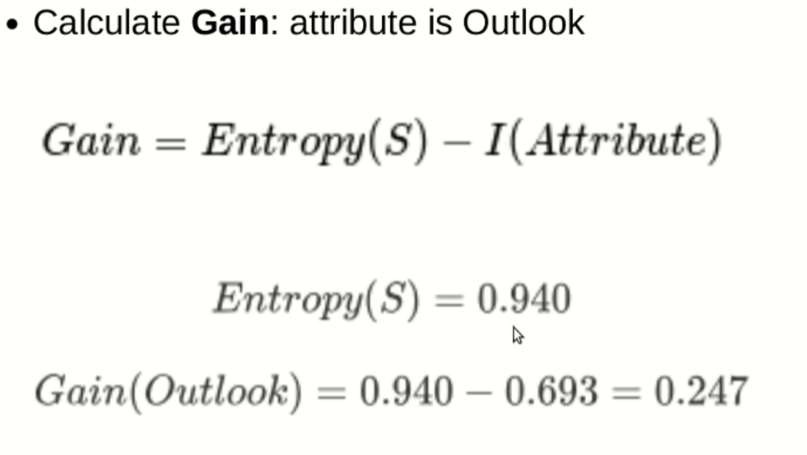 • Calculate Gain: attribute is Outlook
Gain = Entropy(S) − I(Attribute)
Entropy(S) = 0.940
Gain(Outlook) = 0.940 − 0.693 = 0.247